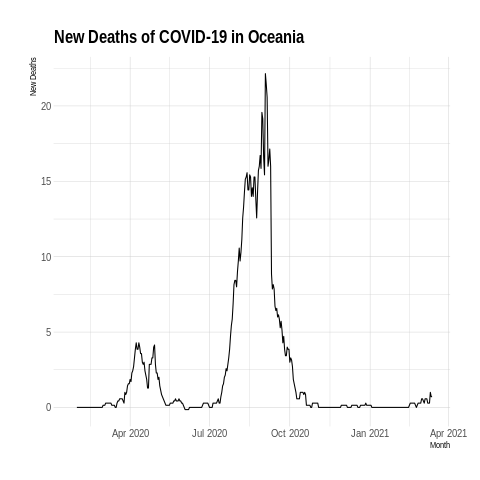 New Deaths of COVID-19 in Oceania
New Deaths
20
15
10
5
0
Apr 2020 Jul 2020 Oct 2020 Jan 2021 Apr 2021
Month